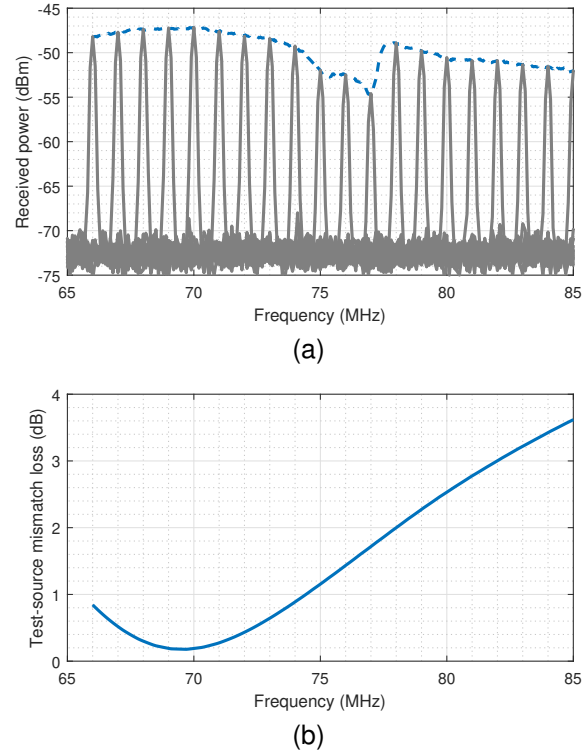 -45
-50
-55
-60
-65
-70
-75
Received power (dBm)
65 70 75 80 85
Frequency (MHz)
(a)
4
3
2
1
0
Test-source mismatch loss (dB)
65 70 75 80 85
Frequency (MHz)
(b)